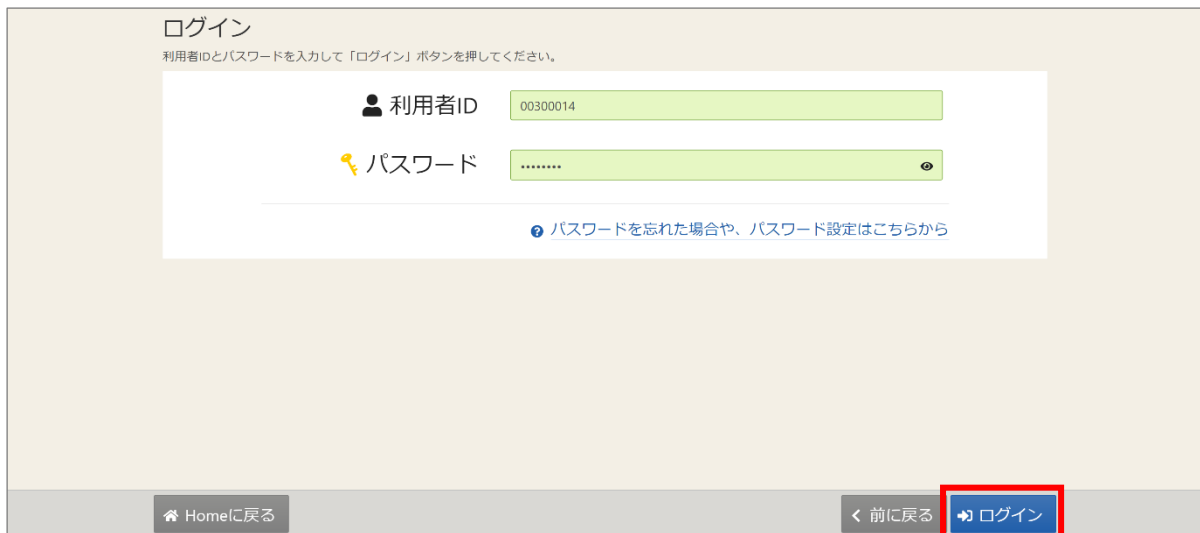 ログイン
利用者IDとパスワードを入力して「ログイン」ボタンを押してください。
利用者ID
00300014
パスワード
........
パスワードを忘れた場合や、パスワード設定はこちらから
Homeに戻る
前に戻る
ログイン